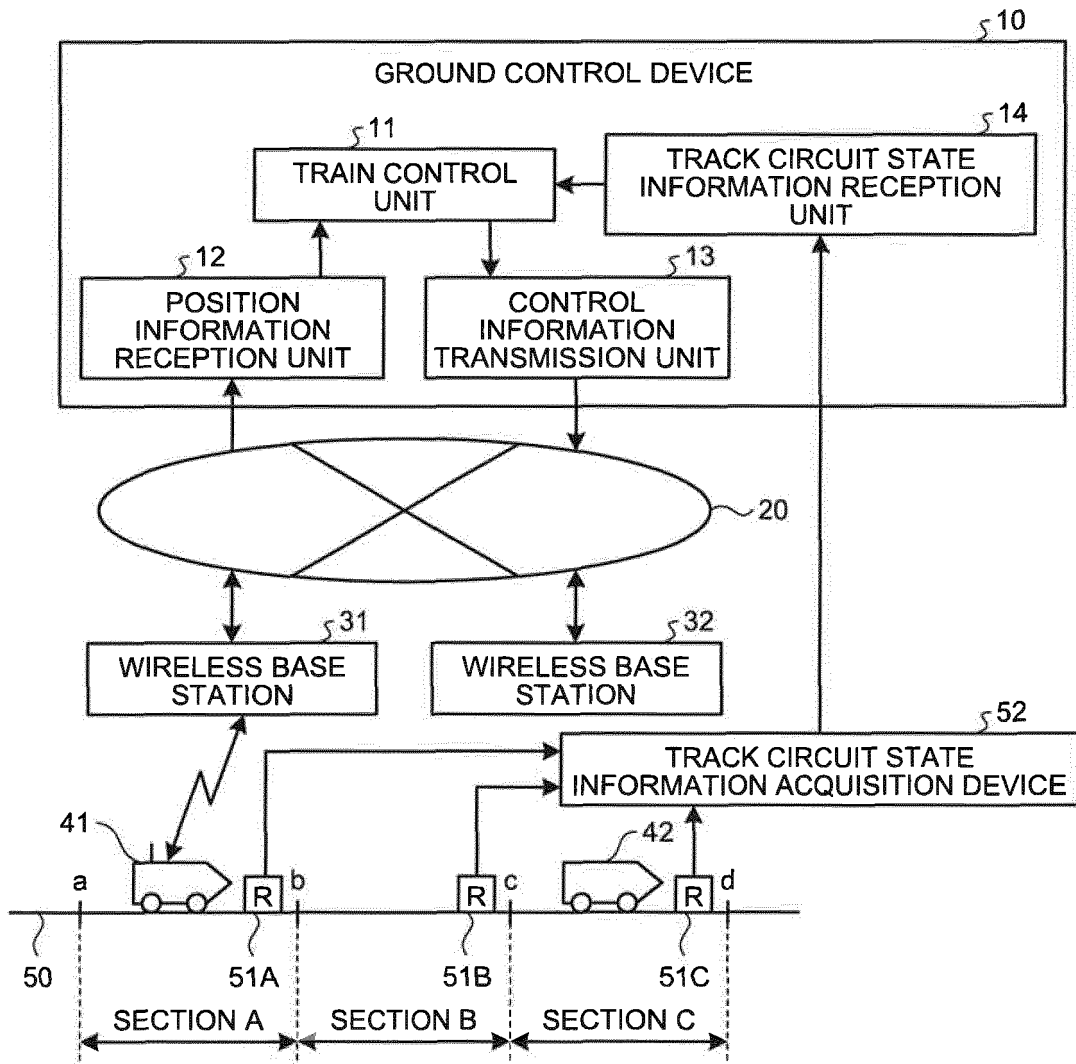 10
GROUND CONTROL DEVICE
11
14
TRAIN CONTROL
UNIT
TRACK CIRCUIT STATE
INFORMATION RECEPTION
UNIT
12
13
POSITION
INFORMATION
RECEPTION UNIT
CONTROL
INFORMATION
TRANSMISSION UNIT
20
31
32
WIRELESS BASE
STATION
WIRELESS BASE
STATION
52
TRACK CIRCUIT STATE
INFORMATION ACQUISITION DEVICE
41
42
a
R
b
R
c
R
d
50
51A
51B
51C
SECTION A
SECTION B
SECTION C